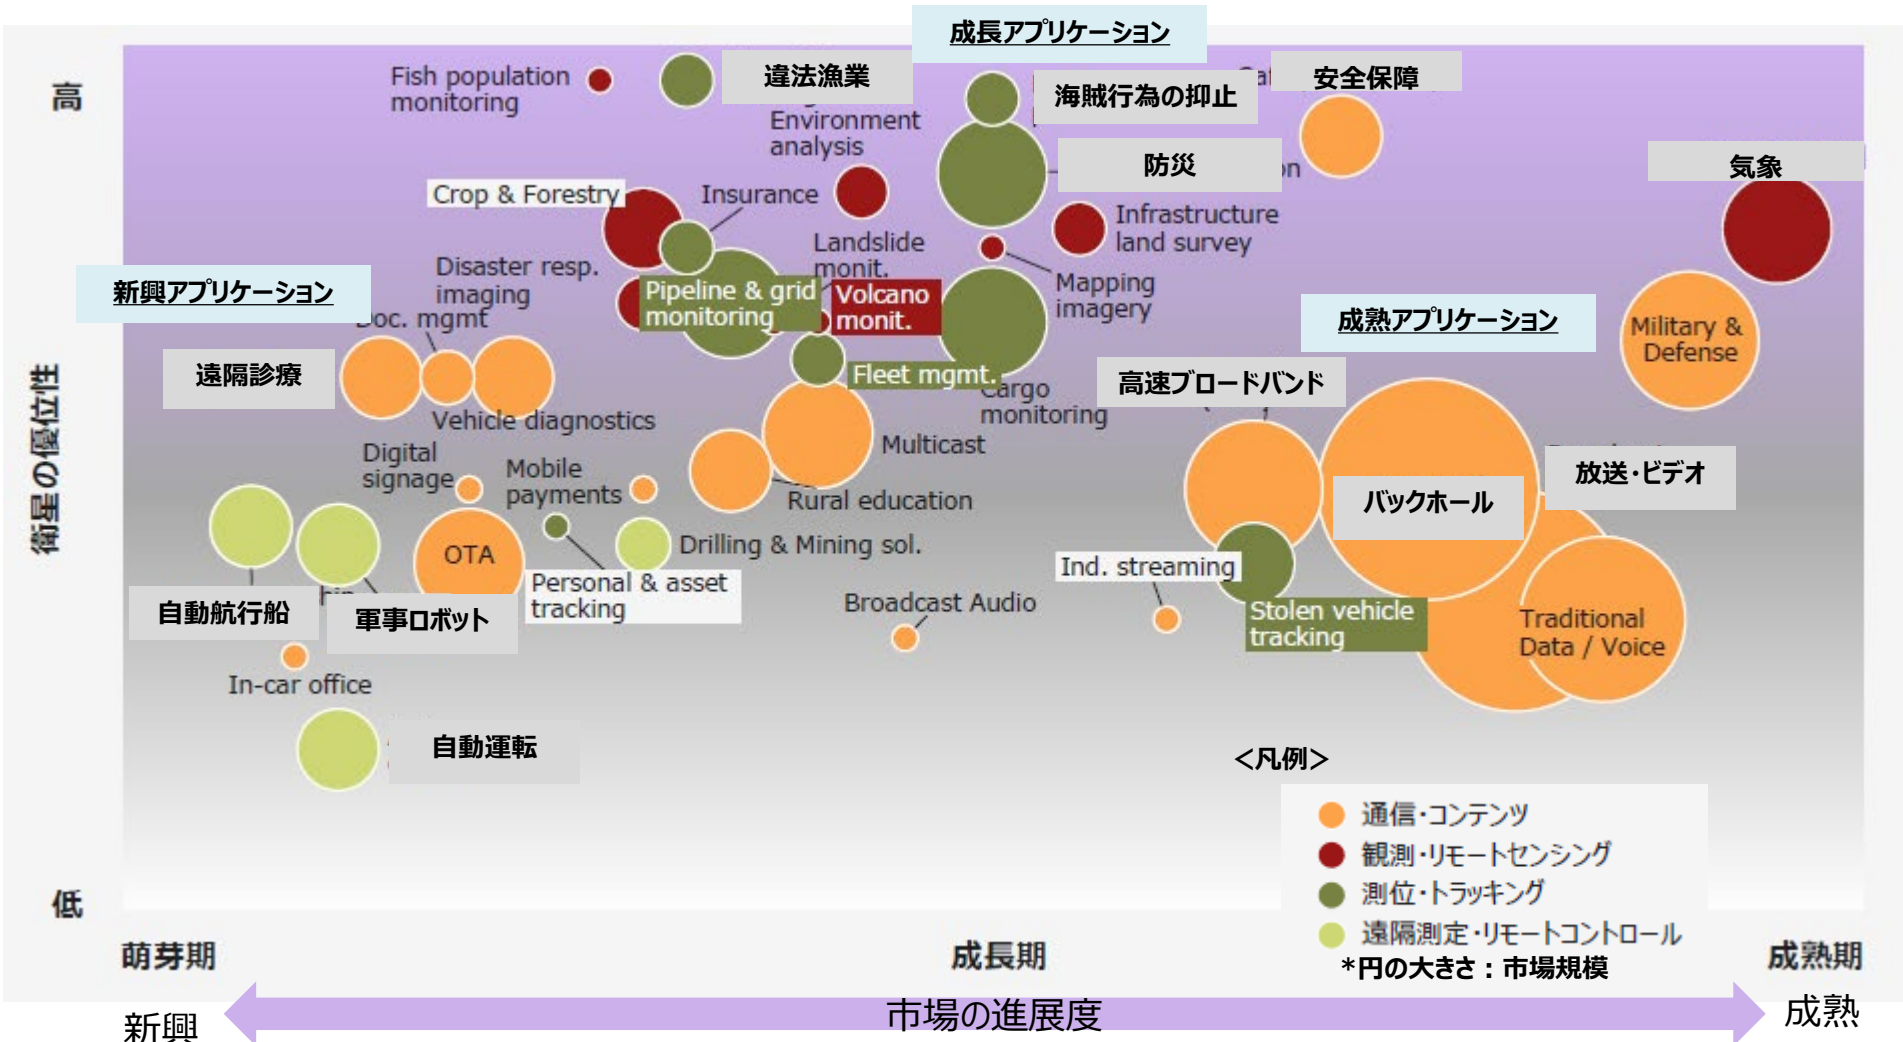 成長アプリケーション
高
Fish population
monitoring
違法漁業
海賊行為の抑止
安全保障
Environment
analysis
防災
気象
Crop & Forestry
Insurance
Infrastructure
land survey
Landslide
monit.
Disaster resp.
imaging
Mapping
imagery
新興アプリケーション
Pipeline & grid
monitoring
Volcano
monit.
成熟アプリケーション
Doc. mgmt
Military &
Defense
遠隔診療
Fleet mgmt.
高速ブロードバンド
Cargo
monitoring
Vehicle diagnostics
Multicast
衛星の優位性
Digital
signage
Mobile
payments
Rural education
バックホール
放送・ビデオ
OTA
Drilling & Mining sol.
Ind. streaming
Personal & asset
tracking
Broadcast Audio
自動航行船
軍事ロボット
Stolen vehicle
tracking
Traditional
Data / Voice
In-car office
自動運転
<凡例>
通信・コンテンツ
観測・リモートセンシング
測位・トラッキング
遠隔測定・リモートコントロール
*円の大きさ:市場規模
低
萌芽期
成長期
成熟期
新興
市場の進展度
成熟